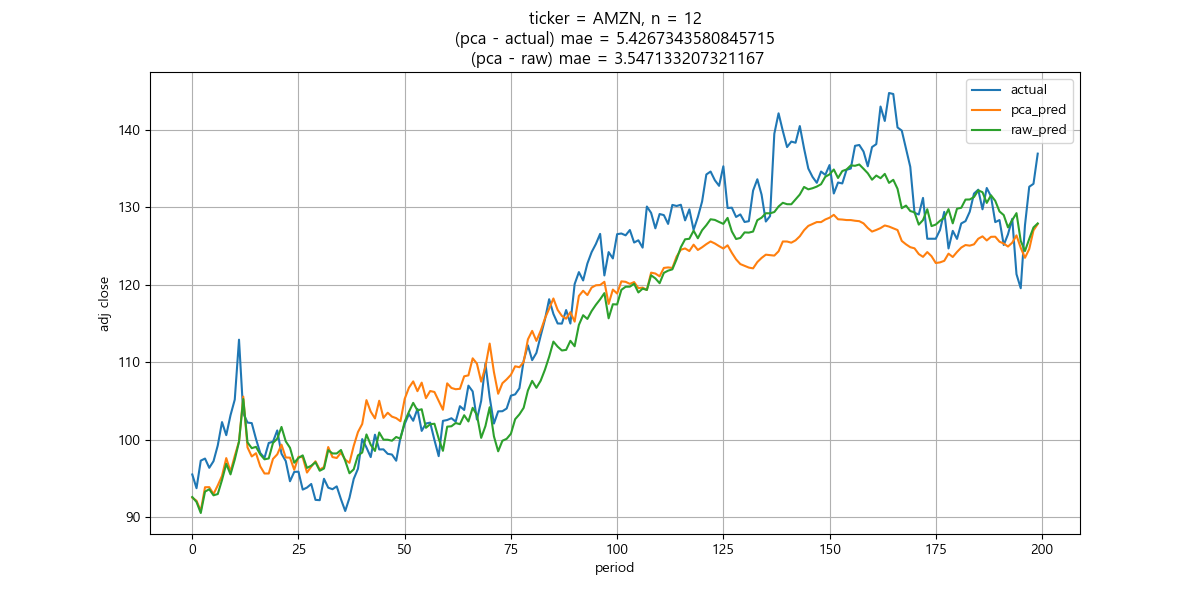 ticker = AMZN, n = 12
(pca - actual) mae = 5.4267343580845715
(pca - raw) mae = 3.547133207321167
actual
pca_pred
raw_pred
140
130
120
110
100
90
adj close
0 25 50 75 100 125 150 175 200
period